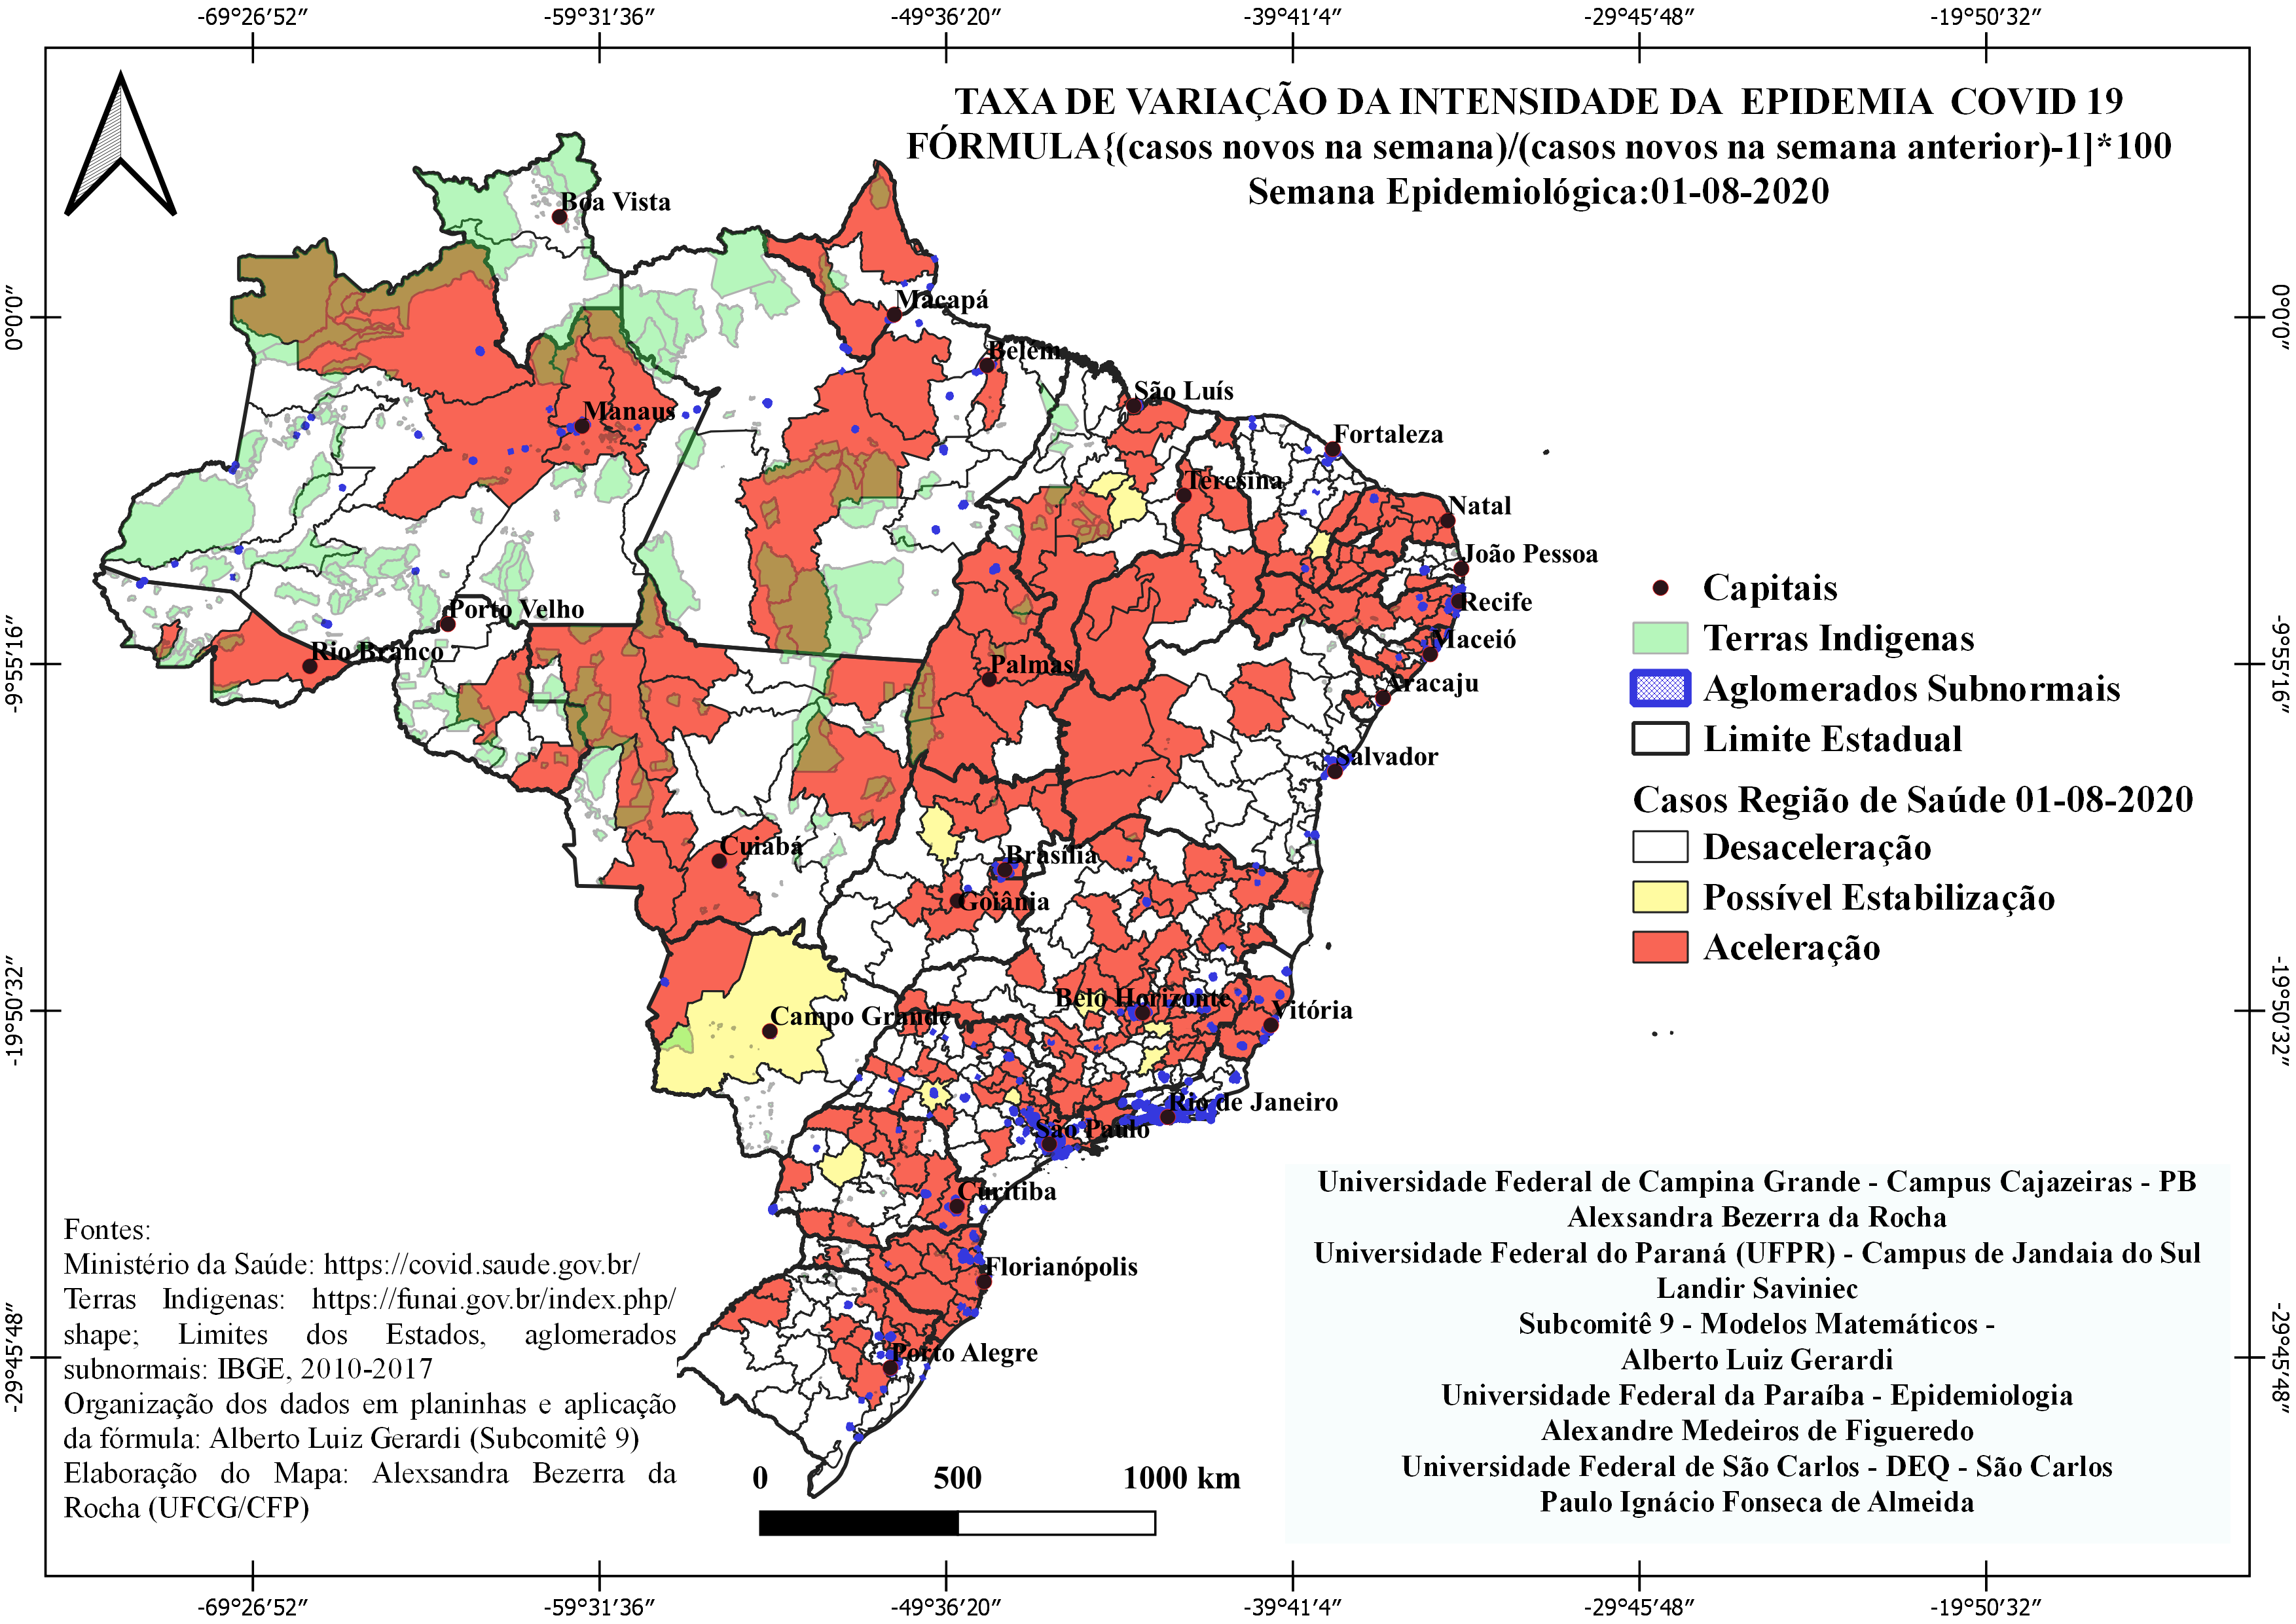 -69°26′52″ -59°31′36″ -49°36′20″ -39°41′4″ -29°45′48″ -19°50′32″
TAXA DE VARIAÇÃO DA INTENSIDADE DA EPIDEMIA COVID 19
FÓRMULA{(casos novos na semana)/(casos novos na semana anterior)-1]*100
Semana Epidemiológica:01-08-2020
0°0′0″
-9°55′16″
-19°50′32″
-29°45′48″
0°0′0″
-9°55′16″
-19°50′32″
-29°45′48″
Boa Vista
Macapá
Belém
São Luís
Manaus
Fortaleza
Teresina
Natal
João Pessoa
Recife
Porto Velho
Maceió
Rio Branco
Palmas
Aracaju
Salvador
Cuiabá
Brasília
Goiânia
Belo Horizonte
Vitória
Campo Grande
Rio de Janeiro
São Paulo
Curitiba
Florianópolis
Porto Alegre
Capitais
Terras Indigenas
Aglomerados Subnormais
Limite Estadual
Casos Região de Saúde 01-08-2020
Desaceleração
Possível Estabilização
Aceleração
Fontes:
Ministério da Saúde: https://covid.saude.gov.br/
Terras Indigenas: https://funai.gov.br/index.php/
shape; Limites dos Estados, aglomerados
subnormais: IBGE, 2010-2017
Organização dos dados em planinhas e aplicação
da fórmula: Alberto Luiz Gerardi (Subcomitê 9)
Elaboração do Mapa: Alexsandra Bezerra da
Rocha (UFCG/CFP)
0 500 1000 km
Universidade Federal de Campina Grande - Campus Cajazeiras - PB
Alexsandra Bezerra da Rocha
Universidade Federal do Paraná (UFPR) - Campus de Jandaia do Sul
Landir Saviniec
Subcomitê 9 - Modelos Matemáticos -
Alberto Luiz Gerardi
Universidade Federal da Paraíba - Epidemiologia
Alexandre Medeiros de Figueredo
Universidade Federal de São Carlos - DEQ - São Carlos
Paulo Ignácio Fonseca de Almeida
-69°26′52″ -59°31′36″ -49°36′20″ -39°41′4″ -29°45′48″ -19°50′32″